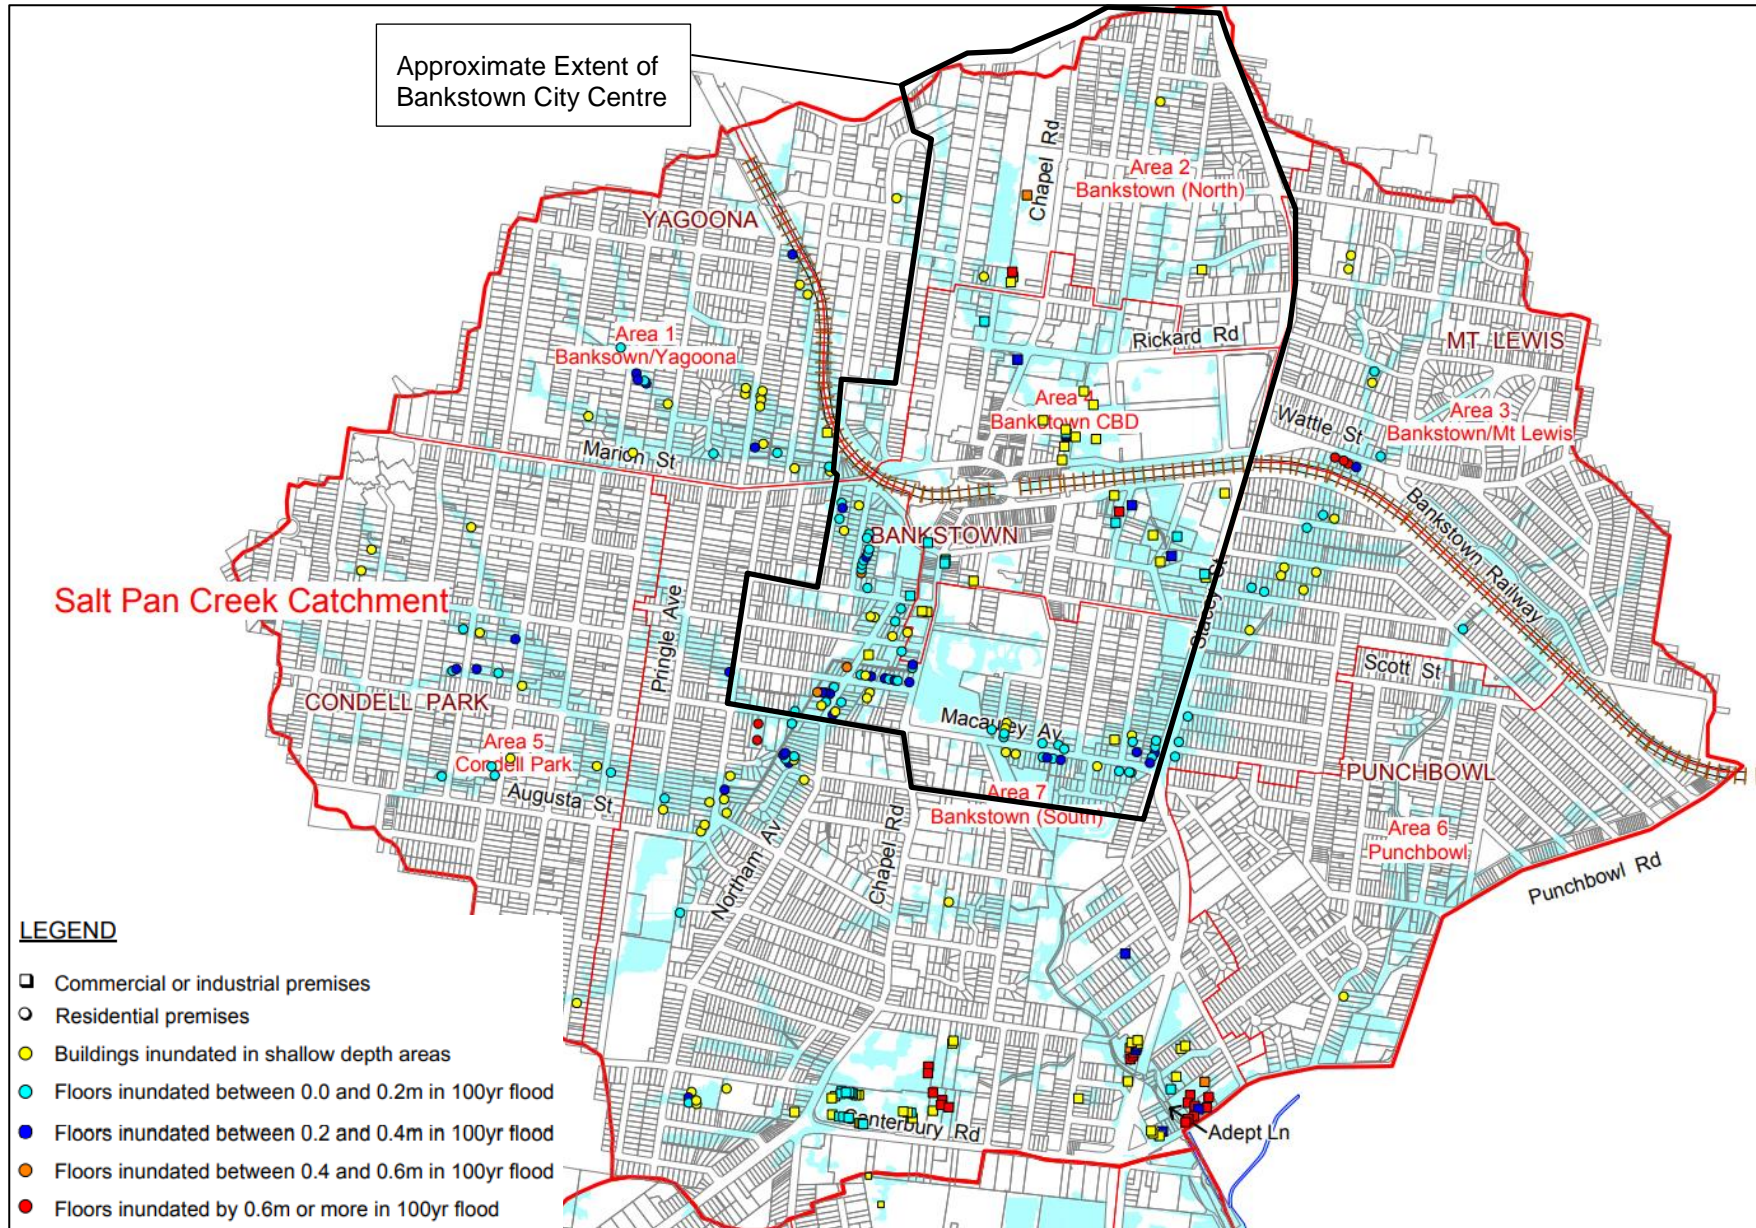 Approximate Extent of
Bankstown City Centre
Chapel Rd
Area 2
Bankstown (North)
YAGOONA
Area 1
Banksown/Yagoona
Rickard Rd
MT LEWIS
Area 4
Bankstown CBD
Wattle St
Area 3
Bankstown/Mt Lewis
Marion St
Bankstown Railway
BANKSTOWN
Salt Pan Creek Catchment
Pringle Ave
Stacey St
Scott St
CONDELL PARK
Macauley Av
Area 5
Condell Park
PUNCHBOWL
Augusta St
Area 7
Bankstown (South)
Northam Av
Chapel Rd
Area 6
Punchbowl
Punchbowl Rd
LEGEND
Commercial or industrial premises
Residential premises
Buildings inundated in shallow depth areas
Floors inundated between 0.0 and 0.2m in 100yr flood
Floors inundated between 0.2 and 0.4m in 100yr flood
Floors inundated between 0.4 and 0.6m in 100yr flood
Floors inundated by 0.6m or more in 100yr flood
Canterbury Rd
Adept Ln